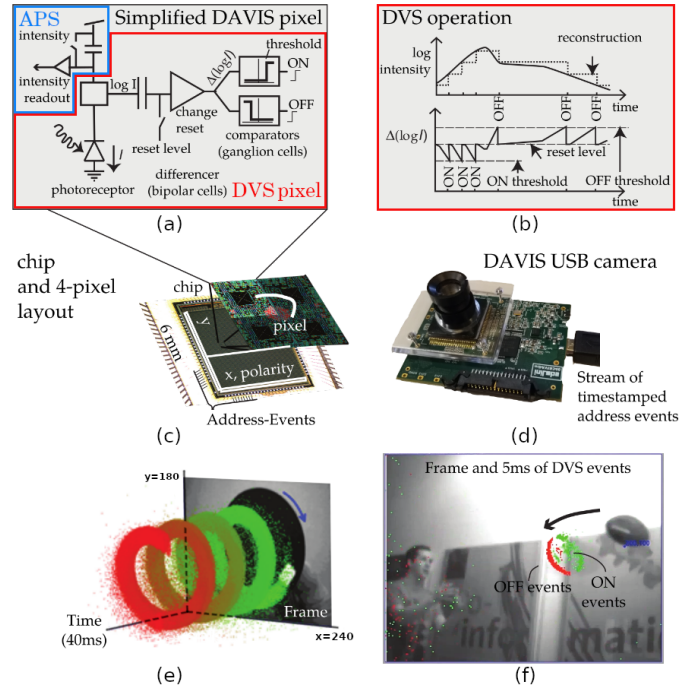 APS
Simplified DAVIS pixel
intensity
intensity
readout
log I
threshold
ON
Δ(log I)
OFF
change
reset
reset level
comparators
(ganglion cells)
I
photoreceptor
differencer
(bipolar cells)
DVS pixel
(a)
DVS operation
log
intensity
reconstruction
OFF
OFF
OFF
time
Δ(log I)
reset level
ON
ON
ON
ON threshold
OFF threshold
time
(b)
chip
and 4-pixel
layout
chip
pixel
y
6 mm
x, polarity
Address-Events
(c)
DAVIS USB camera
Stream of
timestamped
address events
(d)
y=180
Time
(40ms)
Frame
x=240
(e)
Frame and 5ms of DVS events
OFF events
ON
events
infor
matic
(f)